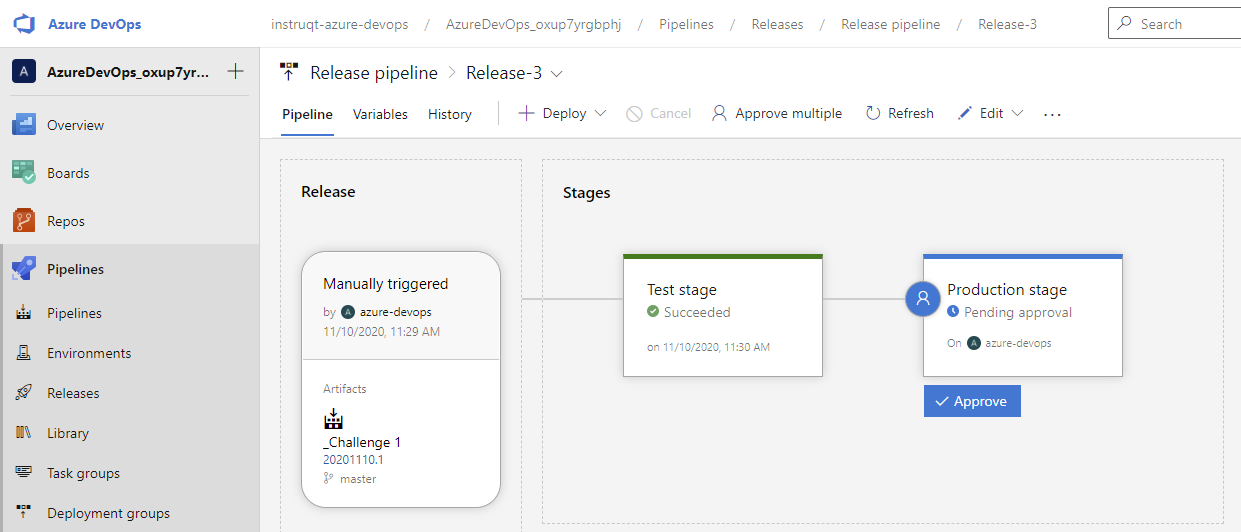 Azure DevOps
instruqt-azure-devops / AzureDevOps_oxup7yrgbphj / Pipelines / Releases / Release pipeline / Release-3
Search
A AzureDevOps_oxup7yr... +
Overview
Boards
Repos
Pipelines
Pipelines
Environments
Releases
Library
Task groups
Deployment groups
Release pipeline > Release-3
Pipeline Variables History Deploy Cancel Approve multiple Refresh Edit ...
Release
Manually triggered
by A azure-devops
11/10/2020, 11:29 AM
Artifacts
_Challenge 1
20201110.1
master
Stages
Test stage
Succeeded
on 11/10/2020, 11:30 AM
Production stage
Pending approval
On A azure-devops
Approve